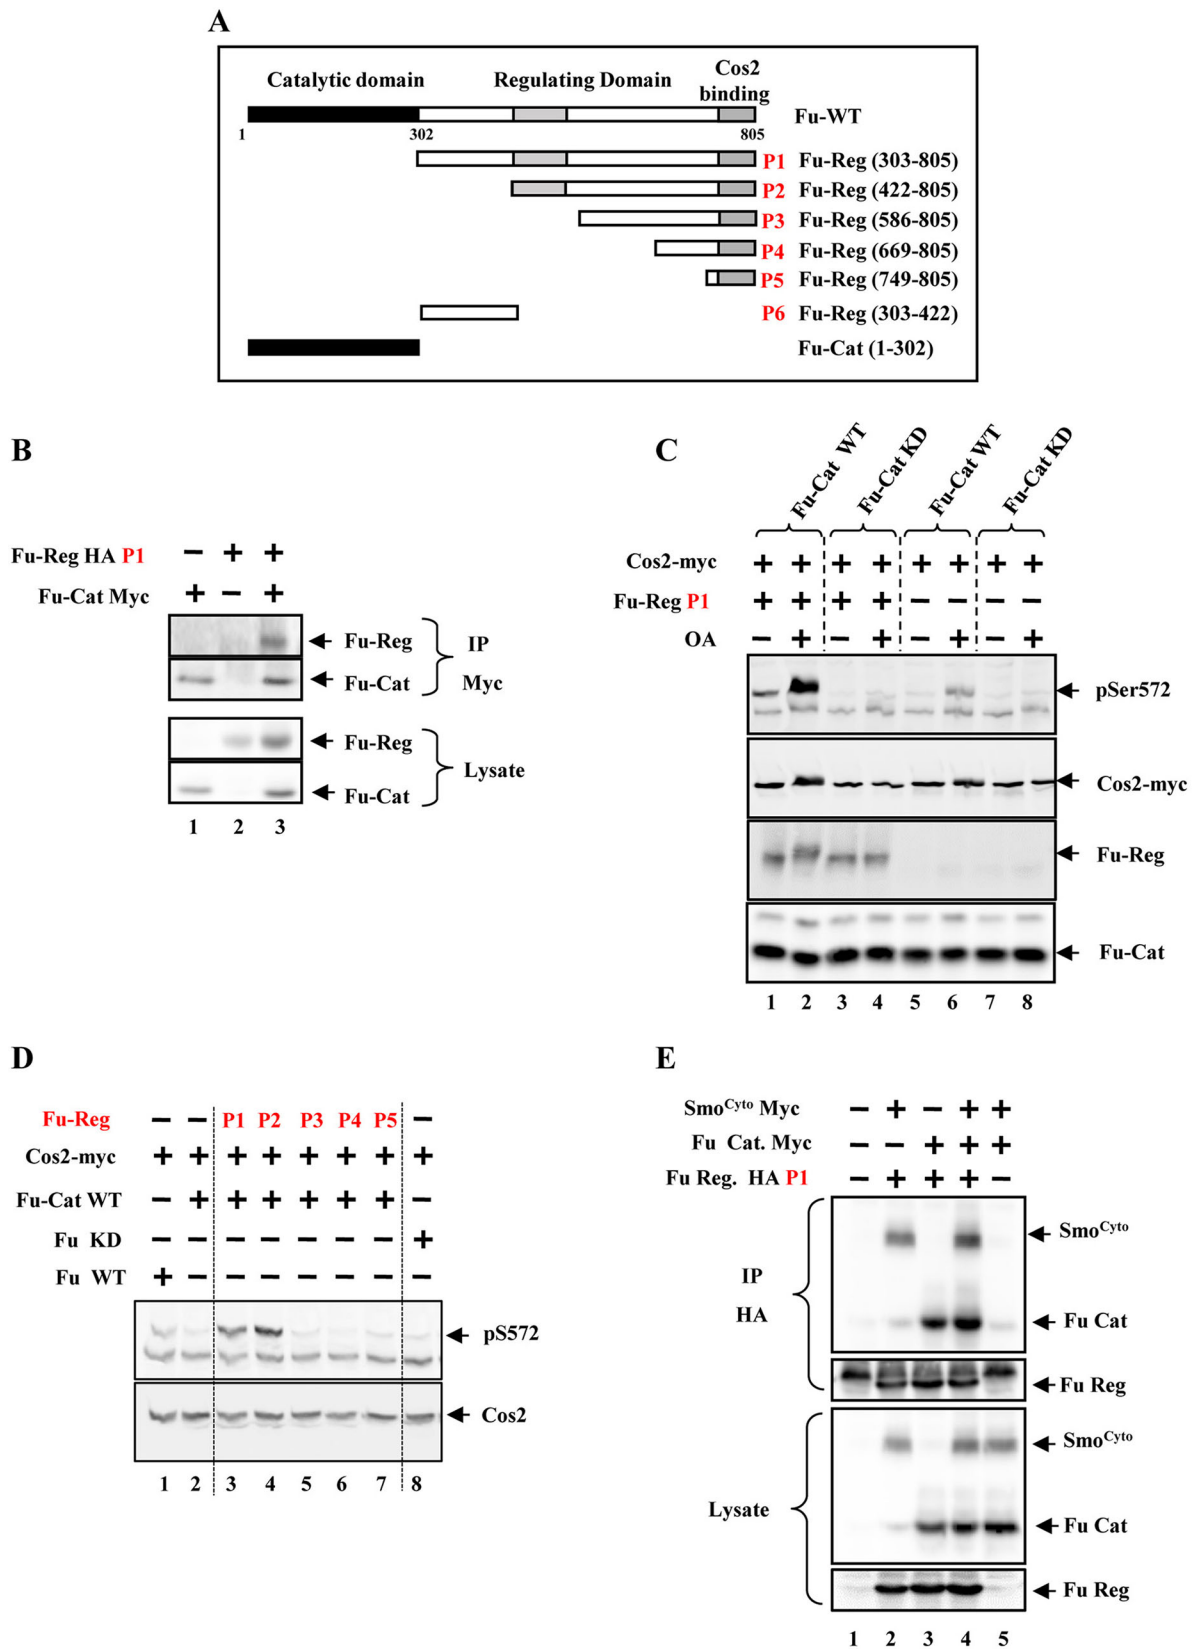 A
Catalytic domain Regulating Domain Cos2 binding
Fu-WT
1 302 805
P1 Fu-Reg (303-805)
P2 Fu-Reg (422-805)
P3 Fu-Reg (586-805)
P4 Fu-Reg (669-805)
P5 Fu-Reg (749-805)
P6 Fu-Reg (303-422)
Fu-Cat (1-302)
B
Fu-Reg HA P1 − + +
Fu-Cat Myc + − +
Fu-Reg
Fu-Cat
IP
Myc
Fu-Reg
Fu-Cat
Lysate
1 2 3
C
Fu-Cat WT Fu-Cat KD Fu-Cat WT Fu-Cat KD
Cos2-myc + + + + + + + +
Fu-Reg P1 + + + + − − − −
OA − + − + − + − +
pSer572
Cos2-myc
Fu-Reg
Fu-Cat
1 2 3 4 5 6 7 8
D
Fu-Reg − − P1 P2 P3 P4 P5 −
Cos2-myc + + + + + + + +
Fu-Cat WT − + + + + + + −
Fu KD − − − − − − − +
Fu WT + − − − − − − −
pS572
Cos2
1 2 3 4 5 6 7 8
E
Smo^Cyto Myc − + − + +
Fu Cat. Myc − − + + +
Fu Reg. HA P1 − + + + −
IP
HA
Smo^Cyto
Fu Cat
Fu Reg
Lysate
Smo^Cyto
Fu Cat
Fu Reg
1 2 3 4 5